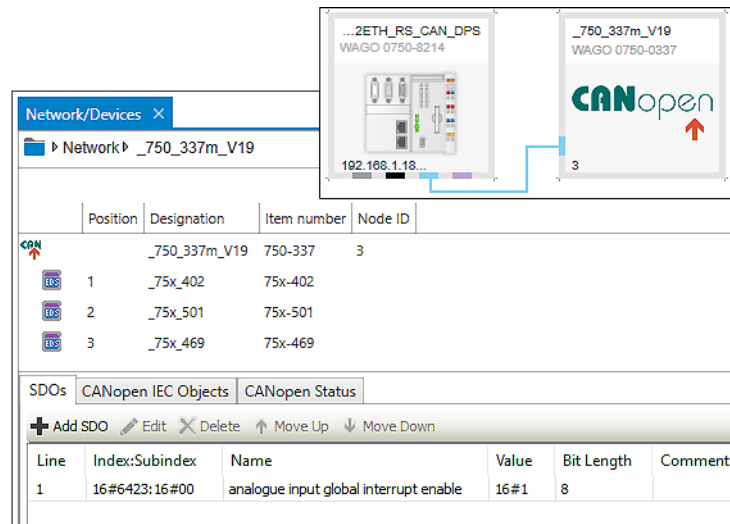 ...2ETH_RS_CAN_DPS
WAGO 0750-8214
192.168.1.18...
_750_337m_V19
WAGO 0750-0337
CANopen
3
Network/Devices
Network _750_337m_V19
Position Designation Item number Node ID
CAN _750_337m_V19 750-337 3
EDS 1 _75x_402 75x-402
EDS 2 _75x_501 75x-501
EDS 3 _75x_469 75x-469
SDOs CANopen IEC Objects CANopen Status
Add SDO Edit Delete Move Up Move Down
Line Index:Subindex Name Value Bit Length Comment
1 16#6423:16#00 analogue input global interrupt enable 16#1 8